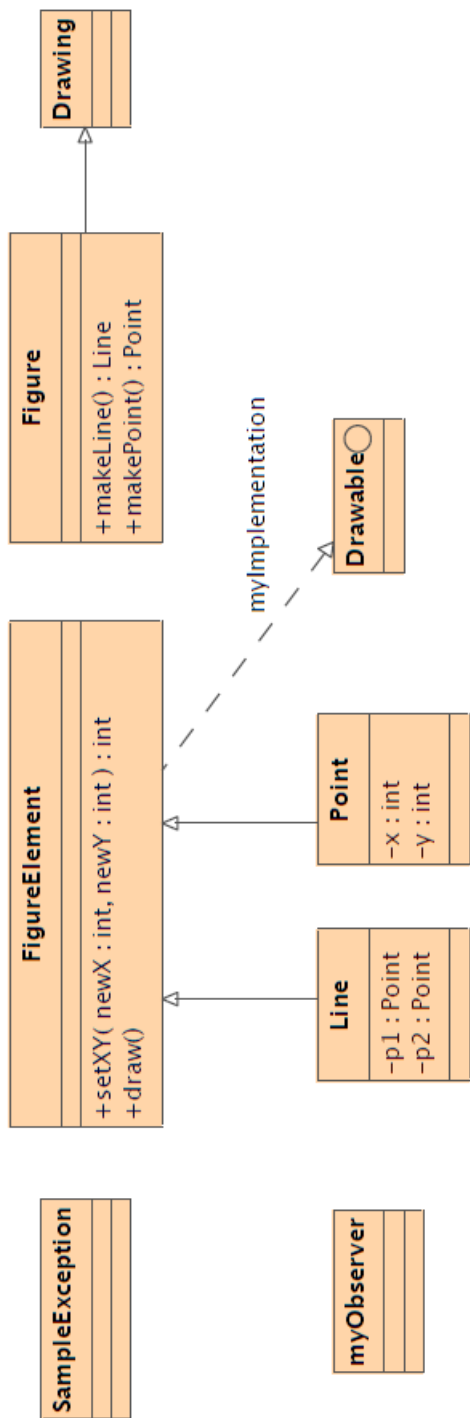 SampleException
FigureElement
+setXY( newX : int, newY : int ) : int
+draw()
Figure
+makeLine() : Line
+makePoint() : Point
Drawing
myImplementation
myObserver
Line
-p1 : Point
-p2 : Point
Point
-x : int
-y : int
Drawable